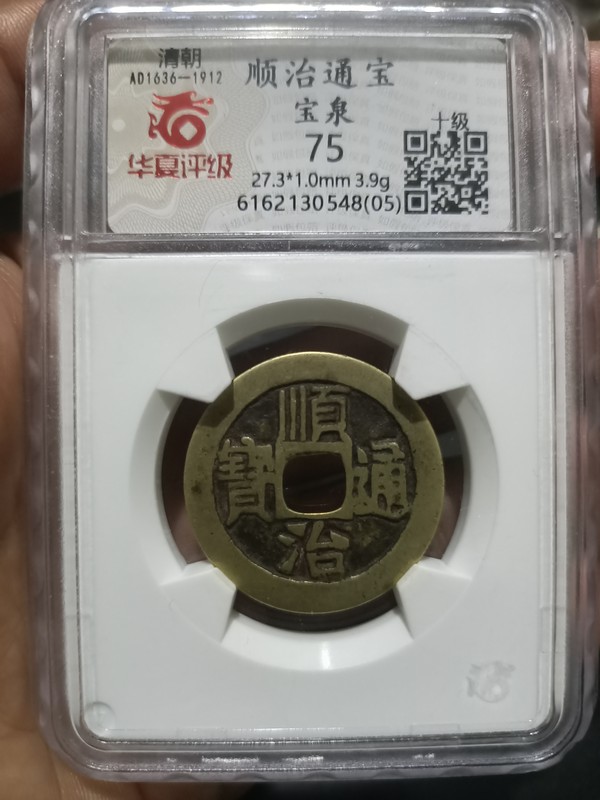 清朝
AD1636-1912
华夏评级
顺治通宝
宝泉
75
27.3*1.0mm 3.9g
6162130548(05)
十级
順
治
通
寶